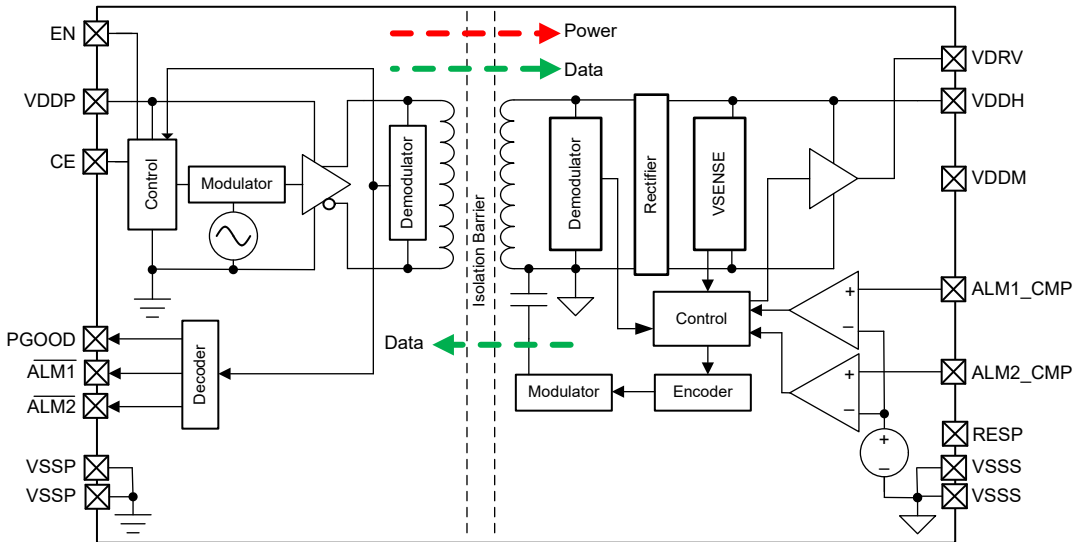 EN
Power
VDRV
Data
VDDP
VDDH
CE
Control
Modulator
Demodulator
Isolation Barrier
Demodulator
Rectifier
VSENSE
VDDM
ALM1_CMP
+
−
Control
PGOOD
Data
ALM1
Decoder
ALM2_CMP
+
−
ALM2
Modulator
Encoder
RESP
+
−
VSSP
VSSS
VSSP
VSSS